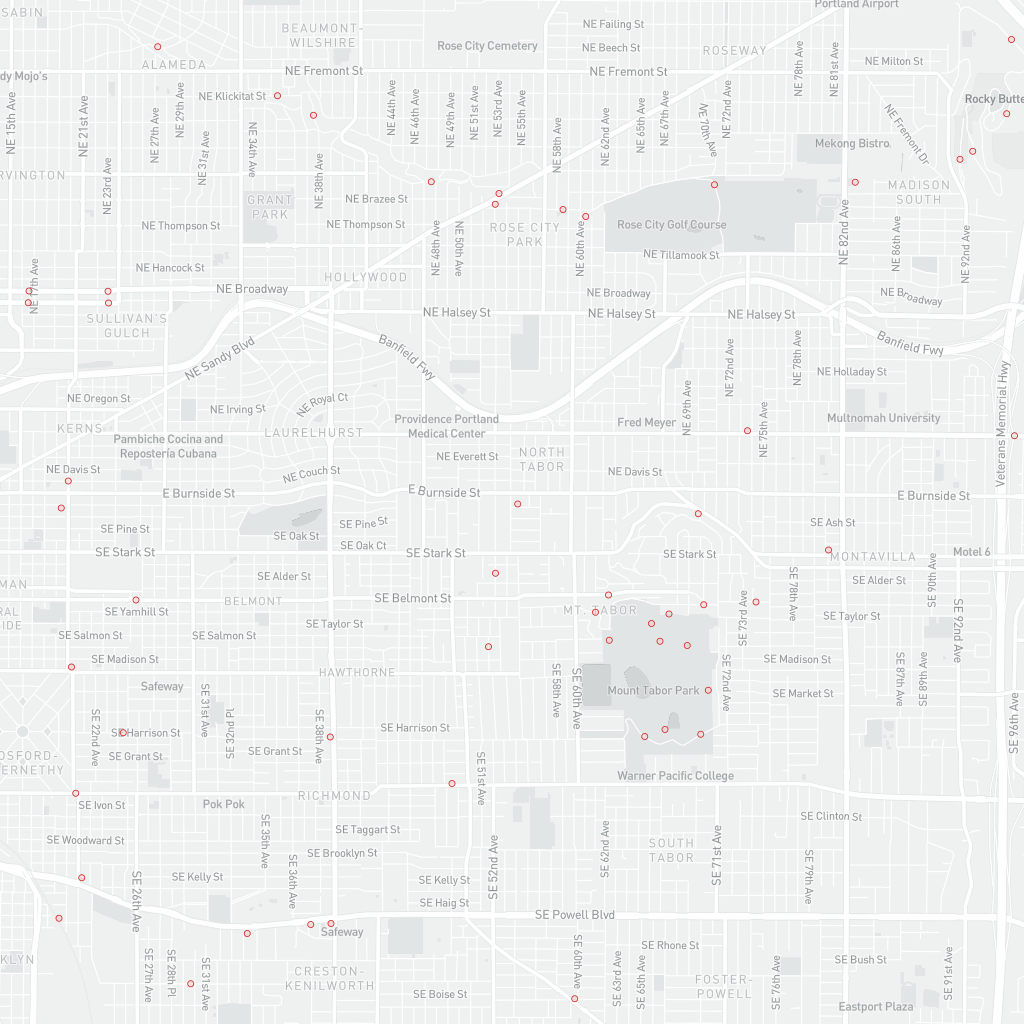 SABIN
Portland Airport
BEAUMONT-
WILSHIRE
NE Failing St
Rose City Cemetery
NE Beech St
ROSEWAY
NE 78th Ave
NE 81st Ave
NE Milton St
ALAMEDA
dy Mojo's
NE Fremont St
NE Fremont St
NE Klickitat St
NE 15th Ave
NE 21st Ave
NE 27th Ave
NE 29th Ave
NE 44th Ave
NE 46th Ave
NE 49th Ave
NE 51st Ave
NE 53rd Ave
NE 55th Ave
NE 58th Ave
NE 62nd Ave
NE 65th Ave
NE 67th Ave
NE 70th Ave
NE 72nd Ave
Rocky Butte
NE Fremont Dr
Mekong Bistro
NE 23rd Ave
NE 31st Ave
NE 34th Ave
NE 38th Ave
RVINGTON
MADISON
SOUTH
GRANT
PARK
NE Brazee St
NE Thompson St
NE Thompson St
ROSE CITY
PARK
Rose City Golf Course
NE 82nd Ave
NE 86th Ave
NE 92nd Ave
NE 48th Ave
NE 50th Ave
NE 60th Ave
NE Tillamook St
NE Hancock St
HOLLYWOOD
NE 17th Ave
NE Broadway
NE Broadway
NE Broadway
SULLIVAN'S
GULCH
NE Halsey St
NE Halsey St
NE Halsey St
NE Sandy Blvd
Banfield Fwy
Banfield Fwy
NE 72nd Ave
NE 78th Ave
NE Holladay St
Veterans Memorial Hwy
NE Oregon St
NE Irving St
NE Royal Ct
NE 69th Ave
NE 75th Ave
KERNS
Pambiche Cocina and
Repostería Cubana
LAURELHURST
Providence Portland
Medical Center
Fred Meyer
Multnomah University
NE Everett St
NORTH
TABOR
NE Davis St
NE Couch St
NE Davis St
E Burnside St
E Burnside St
E Burnside St
SE Pine St
SE Pine St
SE Oak St
SE Ash St
SE Oak Ct
SE Stark St
SE Stark St
SE Stark St
MONTAVILLA
Motel 6
MAN
SE Alder St
SE Alder St
SE 78th Ave
SE 90th Ave
BELMONT
SE Belmont St
RAL
IDE
SE Yamhill St
MT. TABOR
SE 73rd Ave
SE Taylor St
SE Taylor St
SE 92nd Ave
SE Salmon St
SE Salmon St
SE Madison St
SE Madison St
HAWTHORNE
Safeway
SE 58th Ave
SE 60th Ave
Mount Tabor Park
SE 72nd Ave
SE Market St
SE 87th Ave
SE 89th Ave
SE 96th Ave
SE 22nd Ave
SE 31st Ave
SE 32nd Pl
SE 38th Ave
SE Harrison St
SE Harrison St
SE Grant St
SE Grant St
OSFORD-
ERNETHY
SE 51st Ave
Warner Pacific College
SE Ivon St
Pok Pok
RICHMOND
SE Clinton St
SE Woodward St
SE 35th Ave
SE Taggart St
SE Brooklyn St
SE 52nd Ave
SE 62nd Ave
SOUTH
TABOR
SE 71st Ave
SE 79th Ave
SE Kelly St
SE 26th Ave
SE 36th Ave
SE Kelly St
SE Haig St
SE Powell Blvd
Safeway
SE Rhone St
SE Bush St
KLYN
SE 27th Ave
SE 28th Pl
SE 31st Ave
CRESTON-
KENILWORTH
SE 60th Ave
SE 63rd Ave
SE 65th Ave
FOSTER-
POWELL
SE 76th Ave
SE 91st Ave
SE Boise St
Eastport Plaza